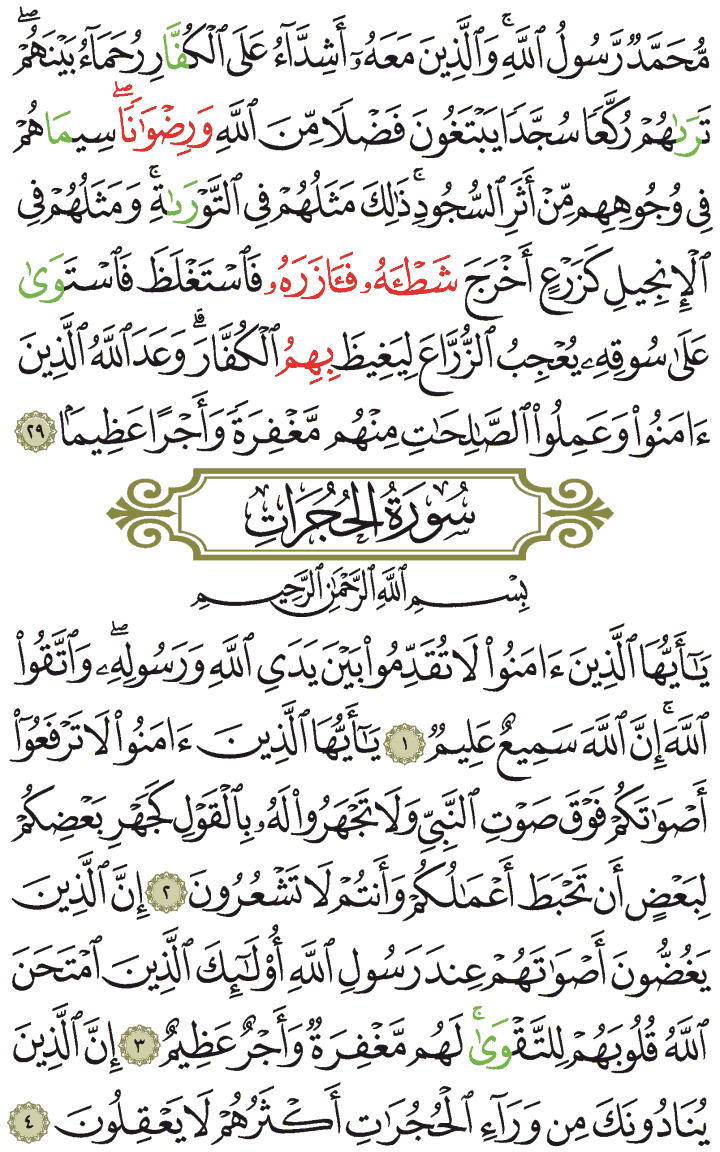 مُّحَمَّدٌ رَّسُولُ ٱللَّهِۚ وَٱلَّذِينَ مَعَهُۥٓ أَشِدَّآءُ عَلَى ٱلْكُفَّارِ رُحَمَآءُ بَيْنَهُمْۖ
تَرَىٰهُمْ رُكَّعًا سُجَّدًا يَبْتَغُونَ فَضْلًا مِّنَ ٱللَّهِ وَرِضْوَٰنًاۖ سِيمَاهُمْ
فِى وُجُوهِهِم مِّنْ أَثَرِ ٱلسُّجُودِۚ ذَٰلِكَ مَثَلُهُمْ فِى ٱلتَّوْرَىٰةِۚ وَمَثَلُهُمْ فِى
ٱلْإِنجِيلِ كَزَرْعٍ أَخْرَجَ شَطْـَٔهُۥ فَـَٔازَرَهُۥ فَٱسْتَغْلَظَ فَٱسْتَوَىٰ
عَلَىٰ سُوقِهِۦ يُعْجِبُ ٱلزُّرَّاعَ لِيَغِيظَ بِهِمُ ٱلْكُفَّارَۗ وَعَدَ ٱللَّهُ ٱلَّذِينَ
ءَامَنُوا۟ وَعَمِلُوا۟ ٱلصَّـٰلِحَـٰتِ مِنْهُم مَّغْفِرَةً وَأَجْرًا عَظِيمًۢا ٢٩
سُورَةُ الحُجُرَاتِ
بِسْمِ ٱللَّهِ ٱلرَّحْمَـٰنِ ٱلرَّحِيمِ
يَـٰٓأَيُّهَا ٱلَّذِينَ ءَامَنُوا۟ لَا تُقَدِّمُوا۟ بَيْنَ يَدَىِ ٱللَّهِ وَرَسُولِهِۦۖ وَٱتَّقُوا۟
ٱللَّهَۚ إِنَّ ٱللَّهَ سَمِيعٌ عَلِيمٌ ١ يَـٰٓأَيُّهَا ٱلَّذِينَ ءَامَنُوا۟ لَا تَرْفَعُوٓا۟
أَصْوَٰتَكُمْ فَوْقَ صَوْتِ ٱلنَّبِىِّ وَلَا تَجْهَرُوا۟ لَهُۥ بِٱلْقَوْلِ كَجَهْرِ بَعْضِكُمْ
لِبَعْضٍ أَن تَحْبَطَ أَعْمَـٰلُكُمْ وَأَنتُمْ لَا تَشْعُرُونَ ٢ إِنَّ ٱلَّذِينَ
يَغُضُّونَ أَصْوَٰتَهُمْ عِندَ رَسُولِ ٱللَّهِ أُو۟لَـٰٓئِكَ ٱلَّذِينَ ٱمْتَحَنَ
ٱللَّهُ قُلُوبَهُمْ لِلتَّقْوَىٰۚ لَهُم مَّغْفِرَةٌ وَأَجْرٌ عَظِيمٌ ٣ إِنَّ ٱلَّذِينَ
يُنَادُونَكَ مِن وَرَآءِ ٱلْحُجُرَٰتِ أَكْثَرُهُمْ لَا يَعْقِلُونَ ٤